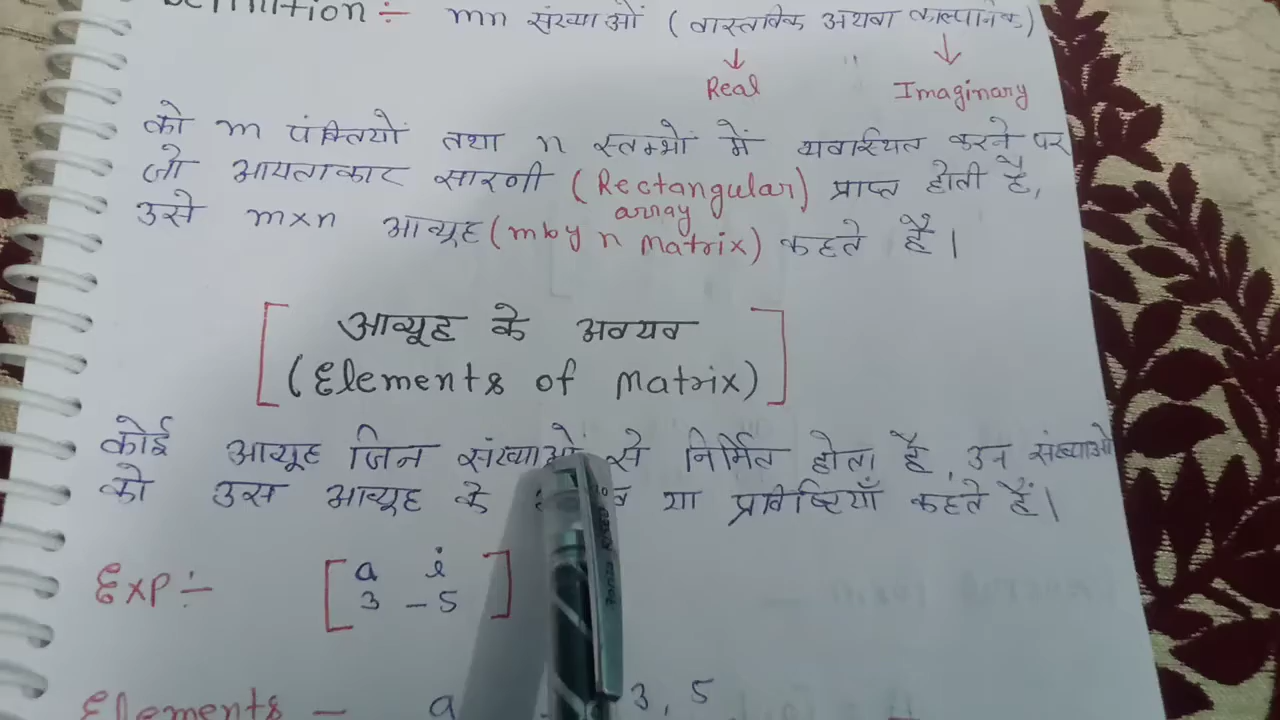 Definition :- mn संख्याओं (वास्तविक अथवा काल्पनिक)
Real Imaginary
को m पंक्तियों तथा n स्तम्भों में व्यवस्थित करने पर
जो आयताकार सारणी (Rectangular array) प्राप्त होती है,
उसे m×n आव्यूह (m by n matrix) कहते हैं।
आव्यूह के अवयव
(Elements of matrix)
कोई आव्यूह जिन संख्याओं से निर्मित होता है, उन संख्याओं
को उस आव्यूह के या प्रविष्टियाँ कहते हैं।
Exp :- [a i
3 -5]
Elements - a 3, 5